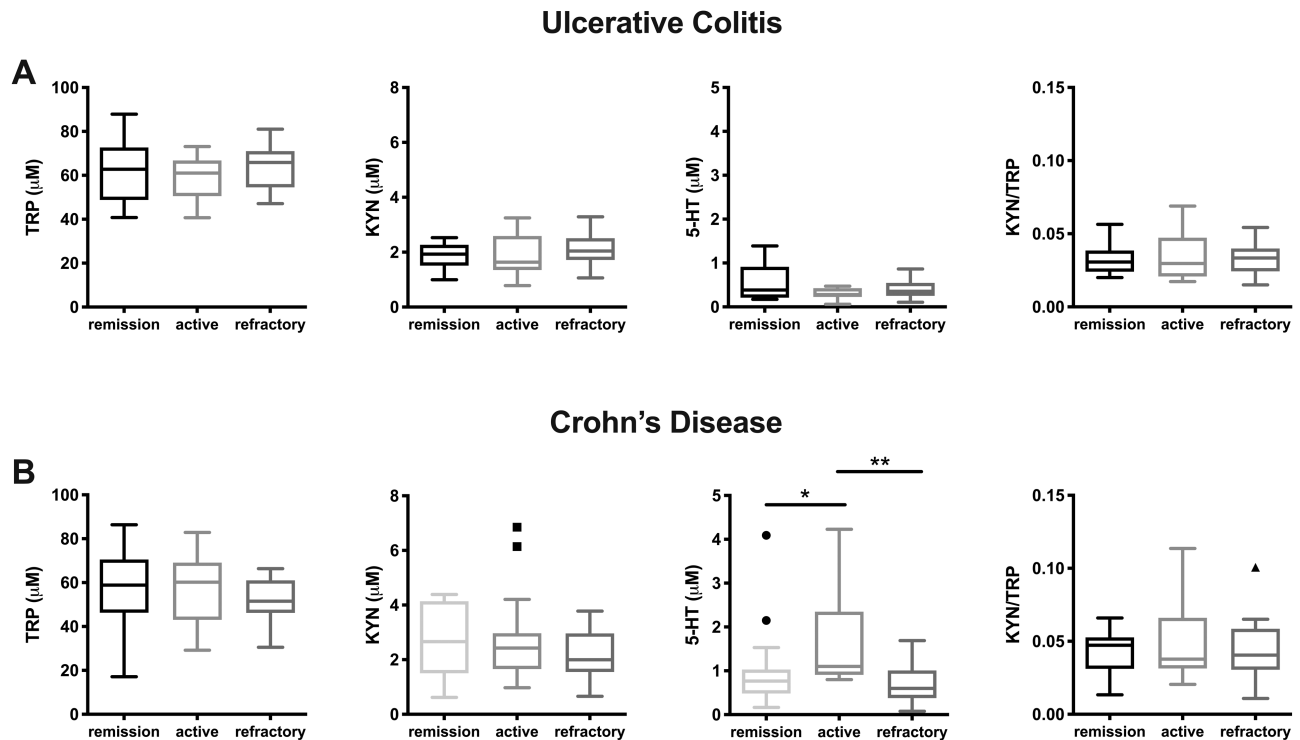 Ulcerative Colitis
A
100
80
60
40
20
0
TRP (μM)
remission active refractory
8
6
4
2
0
KYN (μM)
remission active refractory
5
4
3
2
1
0
5-HT (μM)
remission active refractory
0.15
0.10
0.05
0.00
KYN/TRP
remission active refractory
Crohn’s Disease
B
100
80
60
40
20
0
TRP (μM)
remission active refractory
8
6
4
2
0
KYN (μM)
remission active refractory
**
*
5
4
3
2
1
0
5-HT (μM)
remission active refractory
0.15
0.10
0.05
0.00
KYN/TRP
remission active refractory